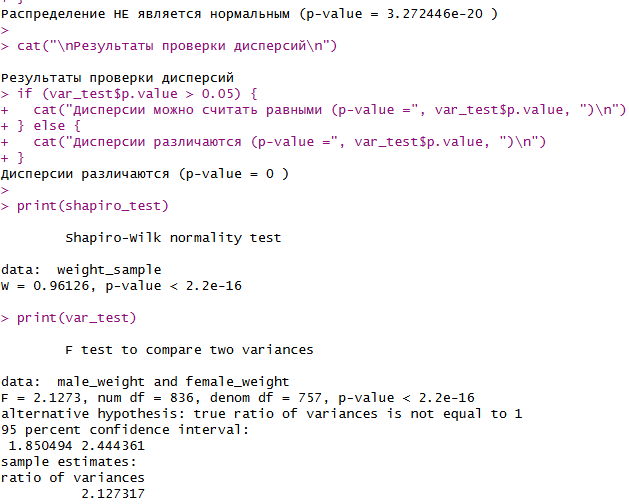 Распределение НЕ является нормальным (p-value = 3.272446e-20 )
>
> cat("\nРезультаты проверки дисперсий\n")

Результаты проверки дисперсий
> if (var_test$p.value > 0.05) {
+   cat("Дисперсии можно считать равными (p-value =", var_test$p.value, ")\n")
+ } else {
+   cat("Дисперсии различаются (p-value =", var_test$p.value, ")\n")
+ }
Дисперсии различаются (p-value = 0 )
>
> print(shapiro_test)

        Shapiro-Wilk normality test

data:  weight_sample
W = 0.96126, p-value < 2.2e-16

> print(var_test)

        F test to compare two variances

data:  male_weight and female_weight
F = 2.1273, num df = 836, denom df = 757, p-value < 2.2e-16
alternative hypothesis: true ratio of variances is not equal to 1
95 percent confidence interval:
 1.850494 2.444361
sample estimates:
ratio of variances
          2.127317